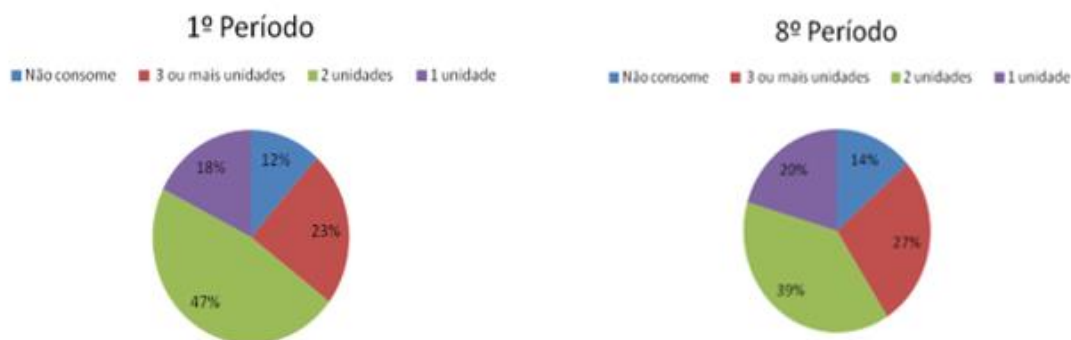 1º Período
Não consome 3 ou mais unidades 2 unidades 1 unidade
12%
18%
23%
47%
8º Período
Não consome 3 ou mais unidades 2 unidades 1 unidade
14%
20%
27%
39%